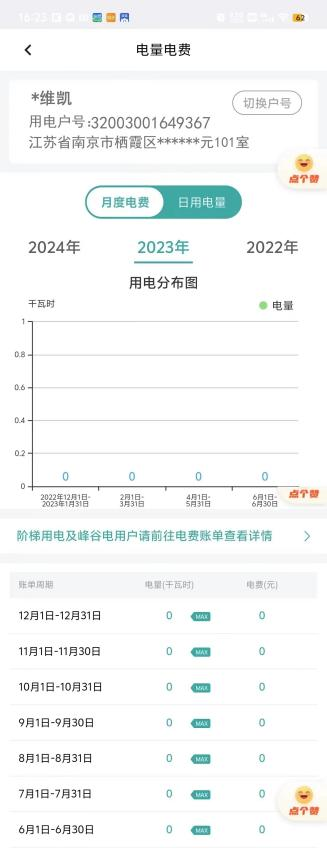 16:23
62
电量电费
*维凯
切换户号
用电户号:32003001649367
江苏省南京市栖霞区******元101室
点个赞
月度电费
日用电量
2024年
2023年
2022年
用电分布图
千瓦时
电量
1
0.8
0.6
0.4
0.2
0
0
0
0
0
2022年12月1日-
2023年1月31日
2月1日-
3月31日
4月1日-
5月31日
6月1日-
6月30日
点个赞
阶梯用电及峰谷电用户请前往电费账单查看详情
账单周期
电量(千瓦时)
电费(元)
12月1日-12月31日 0 MAX 0
11月1日-11月30日 0 MAX 0
10月1日-10月31日 0 MAX 0
9月1日-9月30日 0 MAX 0
8月1日-8月31日 0 MAX 0
7月1日-7月31日 0 MAX 0
点个赞
6月1日-6月30日 0 MAX 0